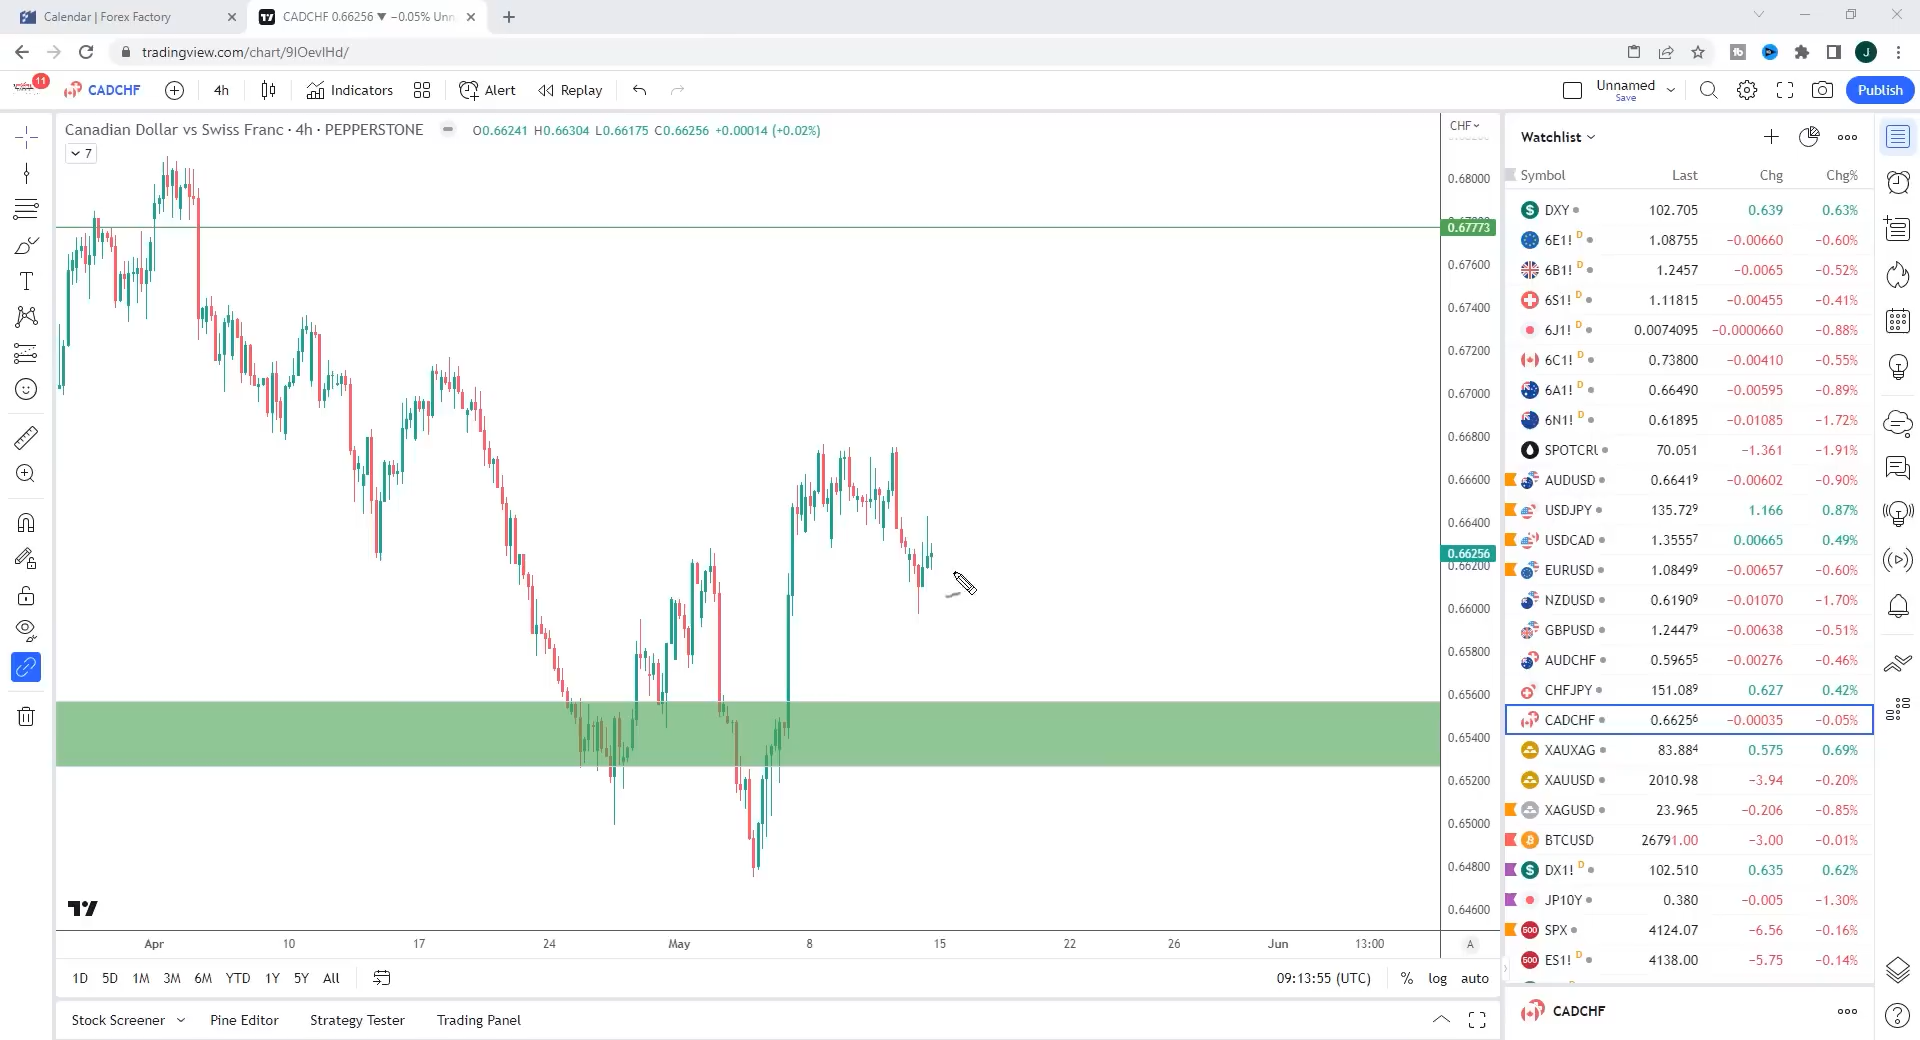 Calendar | Forex Factory
CADCHF 0.66256 ▼ −0.05% Unn
tradingview.com/chart/9IOevIHd/
J
11
CADCHF
4h
Indicators
Alert
Replay
Unnamed
Save
Publish
Canadian Dollar vs Swiss Franc · 4h · PEPPERSTONE
O0.66241 H0.66304 L0.66175 C0.66256 +0.00014 (+0.02%)
7
CHF
0.68000
0.67773
0.67600
0.67400
0.67200
0.67000
0.66800
0.66600
0.66400
0.66256
0.66200
0.66000
0.65800
0.65600
0.65400
0.65200
0.65000
0.64800
0.64600
Apr 10 17 24 May 8 15 22 26 Jun 13:00
A
1D 5D 1M 3M 6M YTD 1Y 5Y All
09:13:55 (UTC) % log auto
Stock Screener Pine Editor Strategy Tester Trading Panel
Watchlist
Symbol Last Chg Chg%
DXY 102.705 0.639 0.63%
6E1! D 1.08755 −0.00660 −0.60%
6B1! D 1.2457 −0.0065 −0.52%
6S1! D 1.11815 −0.00455 −0.41%
6J1! D 0.0074095 −0.0000660 −0.88%
6C1! D 0.73800 −0.00410 −0.55%
6A1! D 0.66490 −0.00595 −0.89%
6N1! D 0.61895 −0.01085 −1.72%
SPOTCRU 70.051 −1.361 −1.91%
AUDUSD 0.66419 −0.00602 −0.90%
USDJPY 135.729 1.166 0.87%
USDCAD 1.35557 0.00665 0.49%
EURUSD 1.08499 −0.00657 −0.60%
NZDUSD 0.61909 −0.01070 −1.70%
GBPUSD 1.24479 −0.00638 −0.51%
AUDCHF 0.59655 −0.00276 −0.46%
CHFJPY 151.089 0.627 0.42%
CADCHF 0.66256 −0.00035 −0.05%
XAUXAG 83.884 0.575 0.69%
XAUUSD 2010.98 −3.94 −0.20%
XAGUSD 23.965 −0.206 −0.85%
BTCUSD 26791.00 −3.00 −0.01%
DX1! D 102.510 0.635 0.62%
JP10Y 0.380 −0.005 −1.30%
500 SPX 4124.07 −6.56 −0.16%
500 ES1! D 4138.00 −5.75 −0.14%
CADCHF